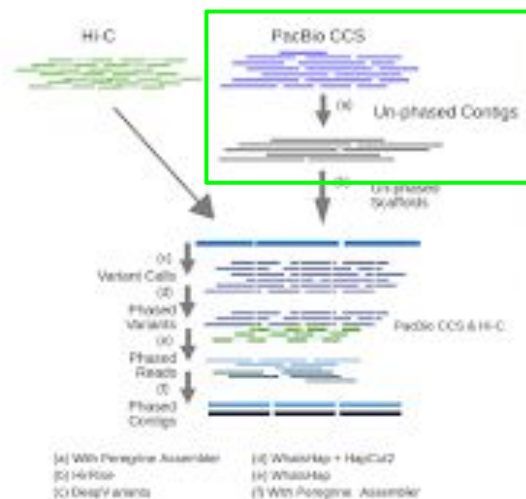 Hi-C
PacBio CCS
(a)
Un-phased Contigs
(b)
Un-phased
Scaffolds
(c)
Variant Calls
(d)
Phased
Variants
PacBio CCS & Hi-C
(e)
Phased
Reads
(f)
Phased
Contigs
(a) With Peregrine Assembler
(b) HirRise
(c) DeepVariants
(d) WhatsHap + HapCut2
(e) WhatsHap
(f) With Peregrine Assembler